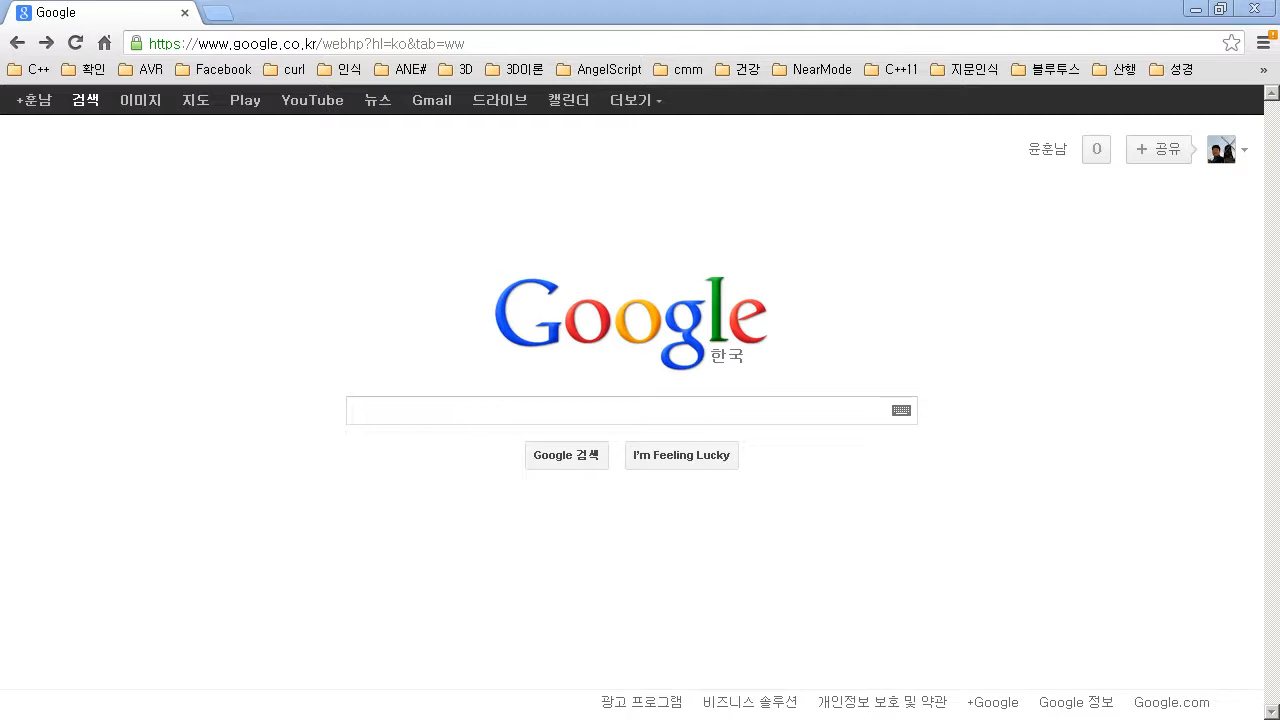 Google
https://www.google.co.kr/webhp?hl=ko&tab=ww
C++ 확인 AVR Facebook curl 인식 ANE# 3D 3D이론 AngelScript cmm 건강 NearMode C++11 지문인식 블루투스 산행 성경 »
+훈남 검색 이미지 지도 Play YouTube 뉴스 Gmail 드라이브 캘린더 더보기
윤훈남 0 + 공유
Google
한국
Google 검색 I'm Feeling Lucky
광고 프로그램 비즈니스 솔루션 개인정보 보호 및 약관 +Google Google 정보 Google.com